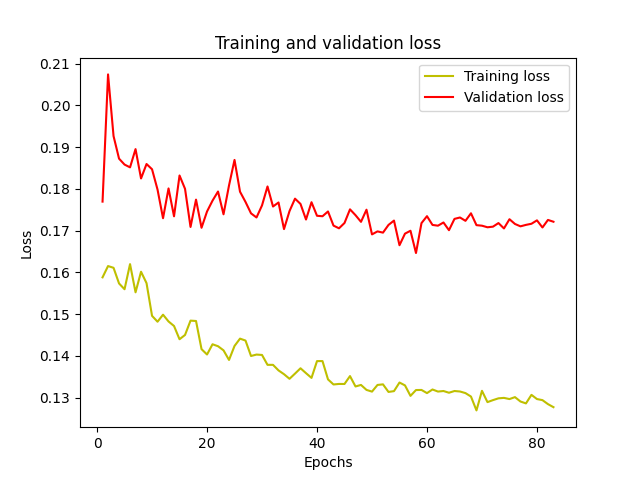 Training and validation loss
Training loss
Validation loss
0.21
0.20
0.19
0.18
0.17
0.16
0.15
0.14
0.13
Loss
0
20
40
60
80
Epochs